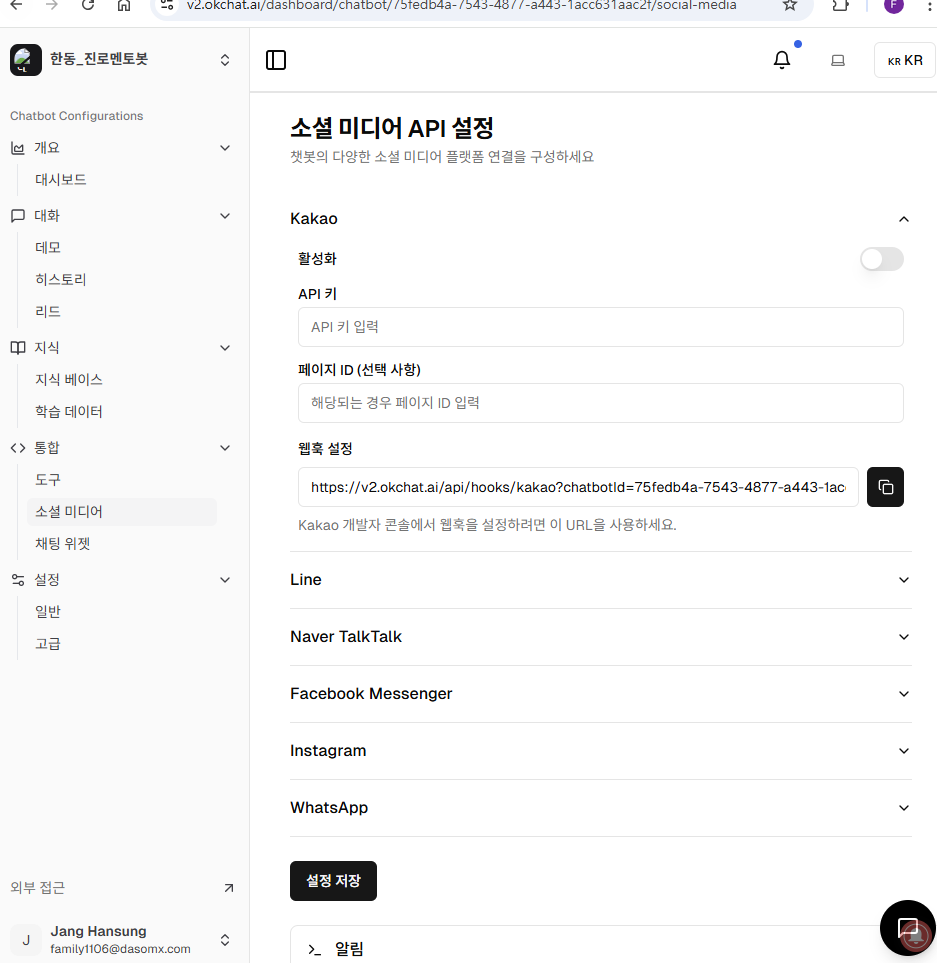 v2.okchat.ai/dashboard/chatbot/75fedb4a-7543-4877-a443-1acc631aac2f/social-media
F
한동_진로멘토봇
KR KR
Chatbot Configurations
개요
대시보드
대화
데모
히스토리
리드
지식
지식 베이스
학습 데이터
통합
도구
소셜 미디어
채팅 위젯
설정
일반
고급
외부 접근
J
Jang Hansung
family1106@dasomx.com
소셜 미디어 API 설정
챗봇의 다양한 소셜 미디어 플랫폼 연결을 구성하세요
Kakao
활성화
API 키
API 키 입력
페이지 ID (선택 사항)
해당되는 경우 페이지 ID 입력
웹훅 설정
https://v2.okchat.ai/api/hooks/kakao?chatbotId=75fedb4a-7543-4877-a443-1ac
Kakao 개발자 콘솔에서 웹훅을 설정하려면 이 URL을 사용하세요.
Line
Naver TalkTalk
Facebook Messenger
Instagram
WhatsApp
설정 저장
>_ 알림